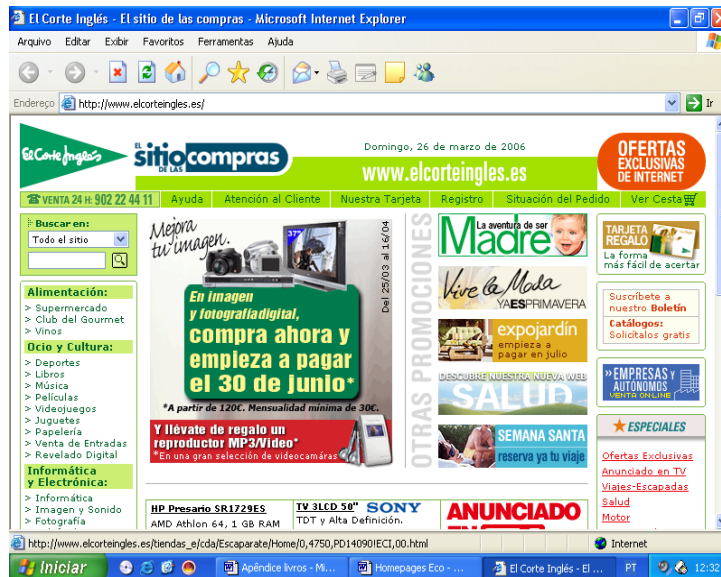 El Corte Inglés - El sitio de las compras - Microsoft Internet Explorer
Arquivo Editar Exibir Favoritos Ferramentas Ajuda
Endereço http://www.elcorteingles.es/ Ir
El Corte Inglés
EL sitio DE LAS compras
Domingo, 26 de marzo de 2006
www.elcorteingles.es
OFERTAS
EXCLUSIVAS
DE INTERNET
VENTA 24 H: 902 22 44 11 Ayuda Atención al Cliente Nuestra Tarjeta Registro Situación del Pedido Ver Cesta
Buscar en:
Todo el sitio
Alimentación:
> Supermercado
> Club del Gourmet
> Vinos
Ocio y Cultura:
> Deportes
> Libros
> Música
> Películas
> Videojuegos
> Juguetes
> Papelería
> Venta de Entradas
> Revelado Digital
Informática
y Electrónica:
> Informática
> Imagen y Sonido
> Fotografía
Mejora
tu imagen.
37"
Del 25/03 al 16/04
En imagen
y fotografíadigital,
compra ahora y
empieza a pagar
el 30 de Junio*
*A partir de 120€. Mensualidad mínima de 30€.
Y llévate de regalo un
reproductor MP3/Video*
*En una gran selección de videocámaras
OTRAS PROMOCIONES
La aventura de ser
Madre
Vive la Moda
YAESPRIMAVERA
expojardín
empieza a
pagar en julio
DESCUBRE NUESTRA NUEVA WEB
SALUD
SEMANA SANTA
reserva ya tu viaje
TARJETA
REGALO
La forma
más fácil de acertar
Suscríbete a
nuestro Boletín
Catálogos:
Solicítalos gratis
»EMPRESAS Y
AUTÓNOMOS
VENTA ON-LINE
ESPECIALES
Ofertas Exclusivas
Anunciado en TV
Viajes-Escapadas
Salud
Motor
HP Presario SR1729ES
AMD Athlon 64, 1 GB RAM
TV 3LCD 50" SONY
TDT y Alta Definición.
ANUNCIADO
http://www.elcorteingles.es/tiendas_e/cda/Escaparate/Home/0,4750,PD14090!ECI,00.html Internet
Iniciar Apêndice livros - Mi... Homepages Eco - ... El Corte Inglés - El ... PT 12:32